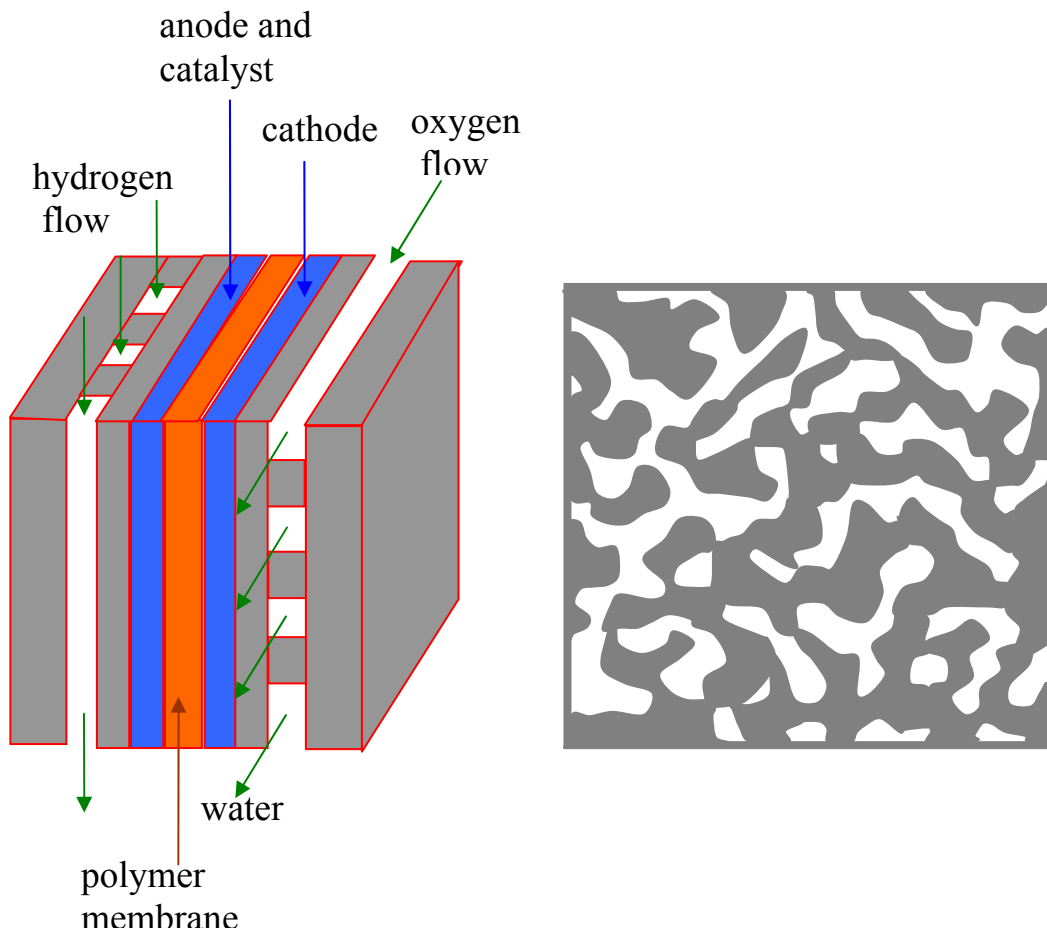 anode and
catalyst
cathode
oxygen
flow
hydrogen
flow
water
polymer
membrane